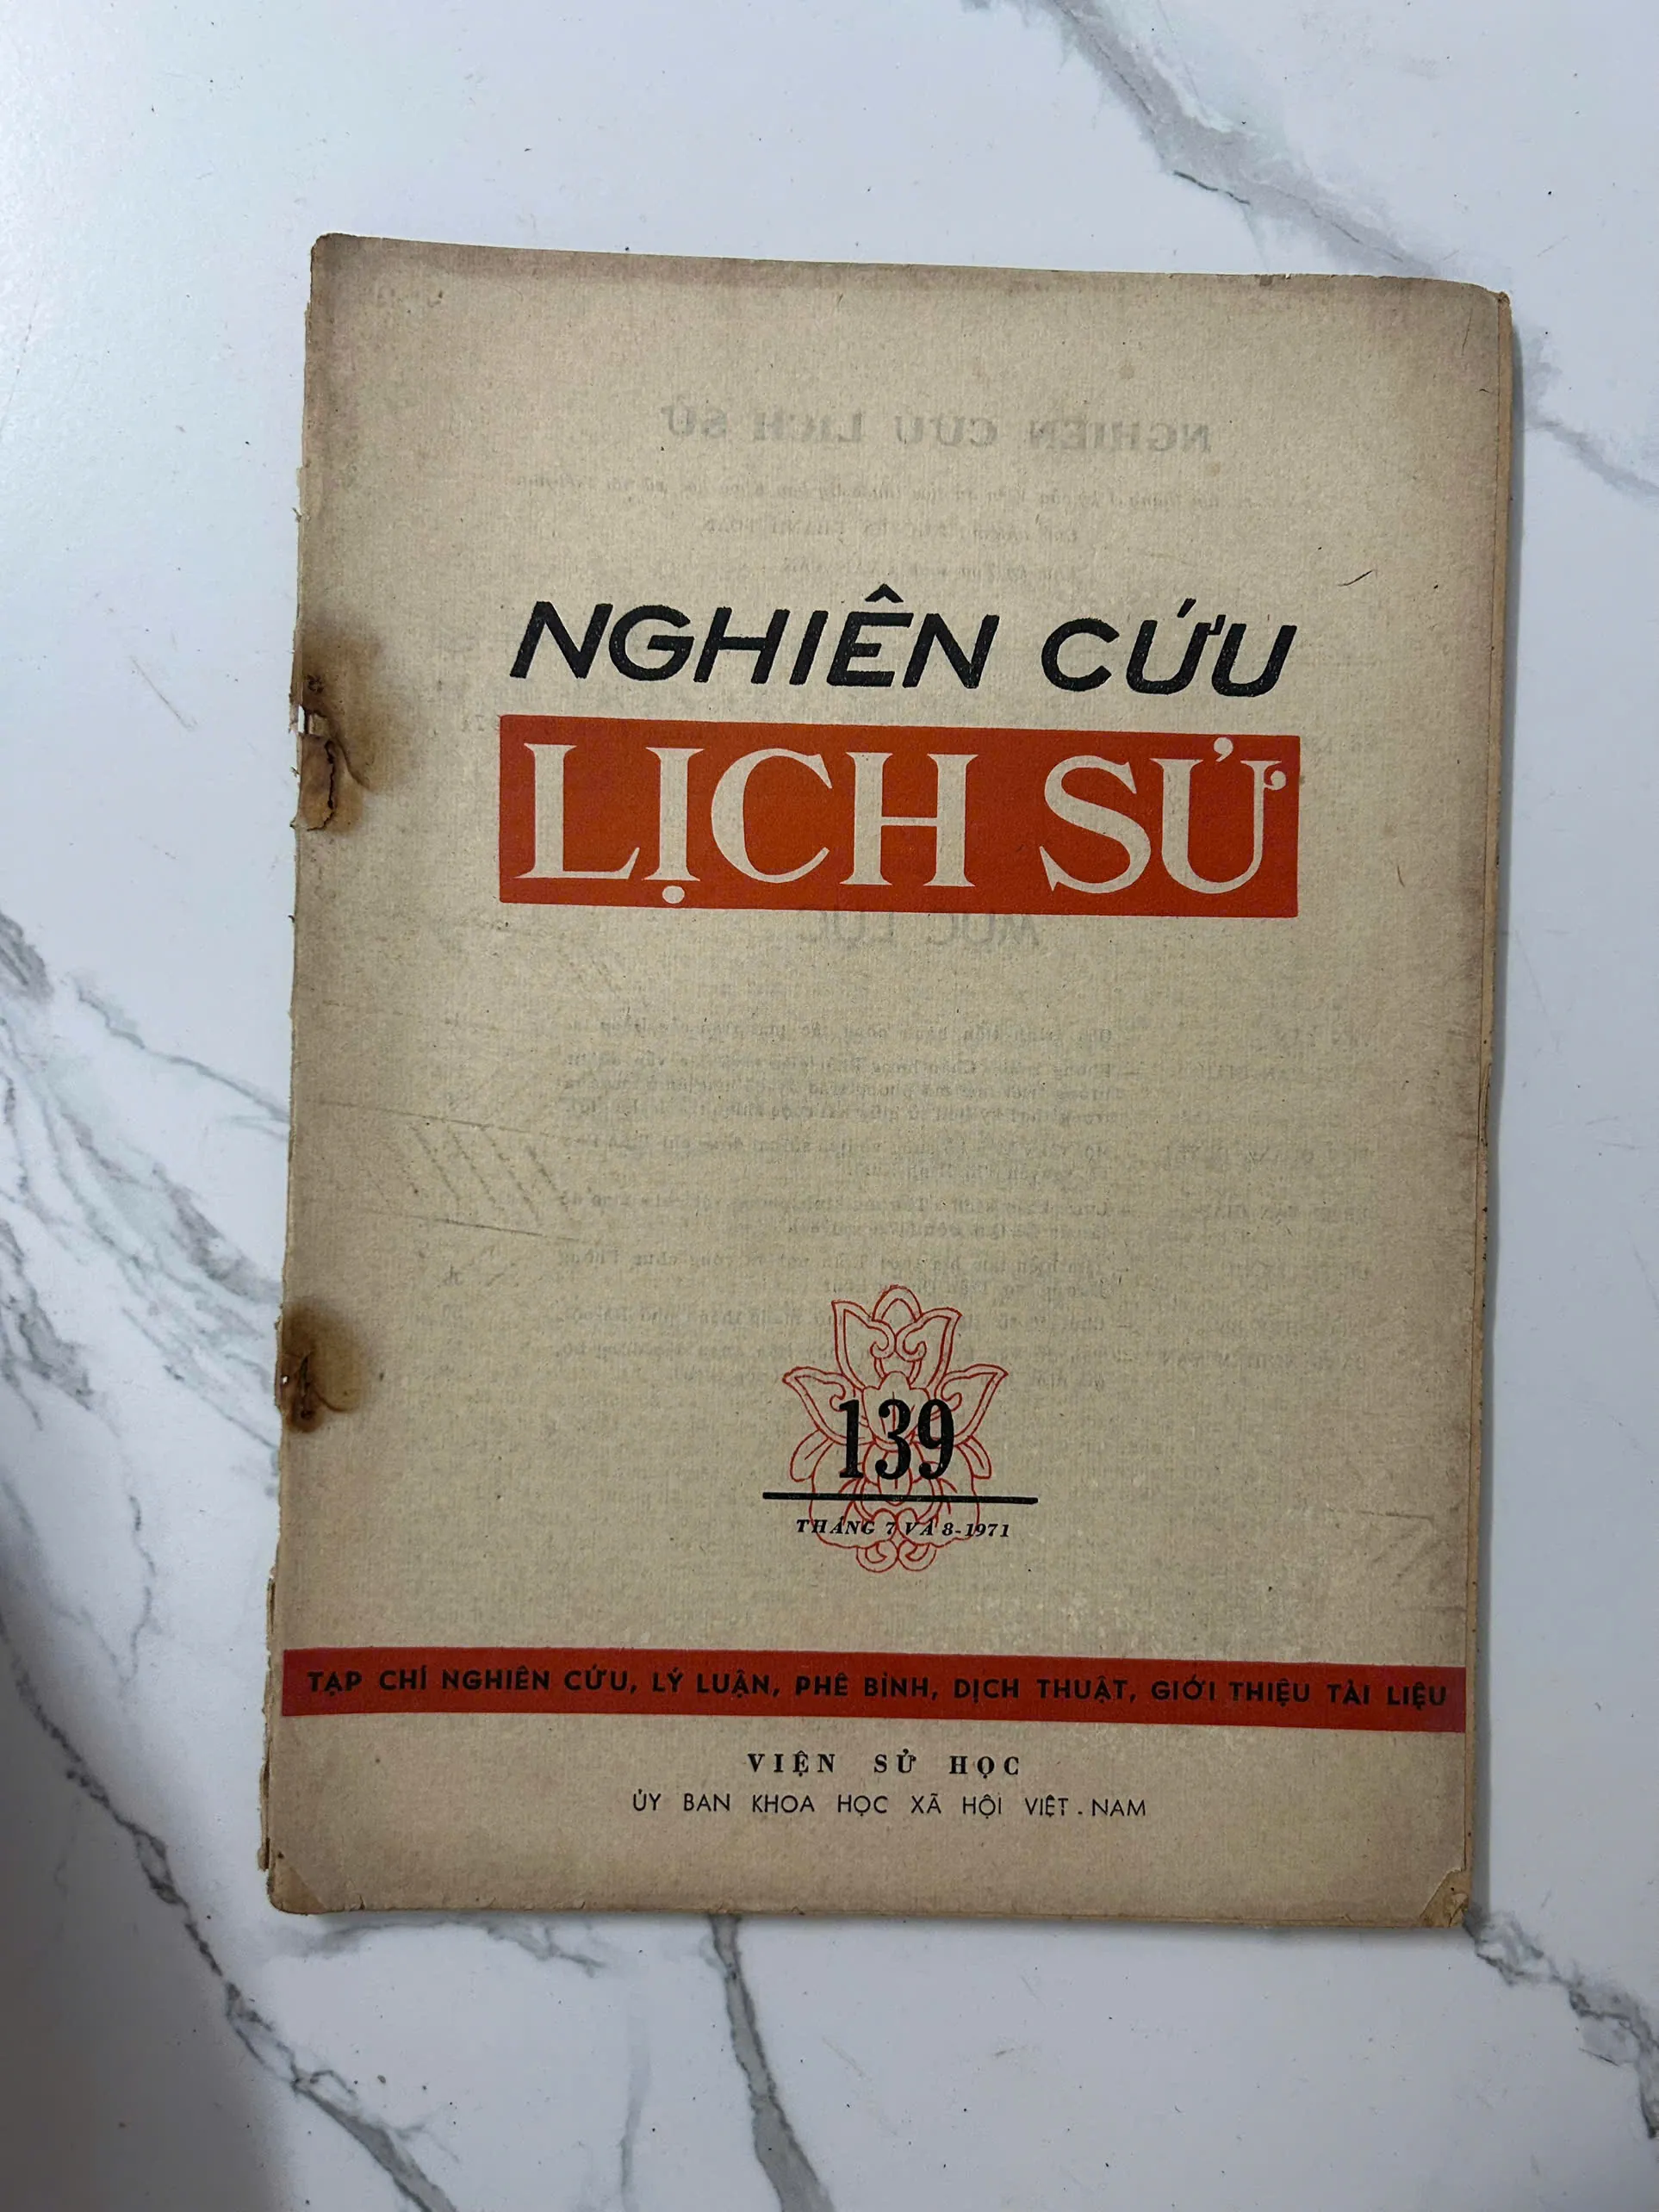 NGHIÊN CỨU
LỊCH SỬ
139
THÁNG 7 VÀ 8-1971
TẠP CHÍ NGHIÊN CỨU, LÝ LUẬN, PHÊ BÌNH, DỊCH THUẬT, GIỚI THIỆU TÀI LIỆU
VIỆN SỬ HỌC
ỦY BAN KHOA HỌC XÃ HỘI VIỆT.NAM